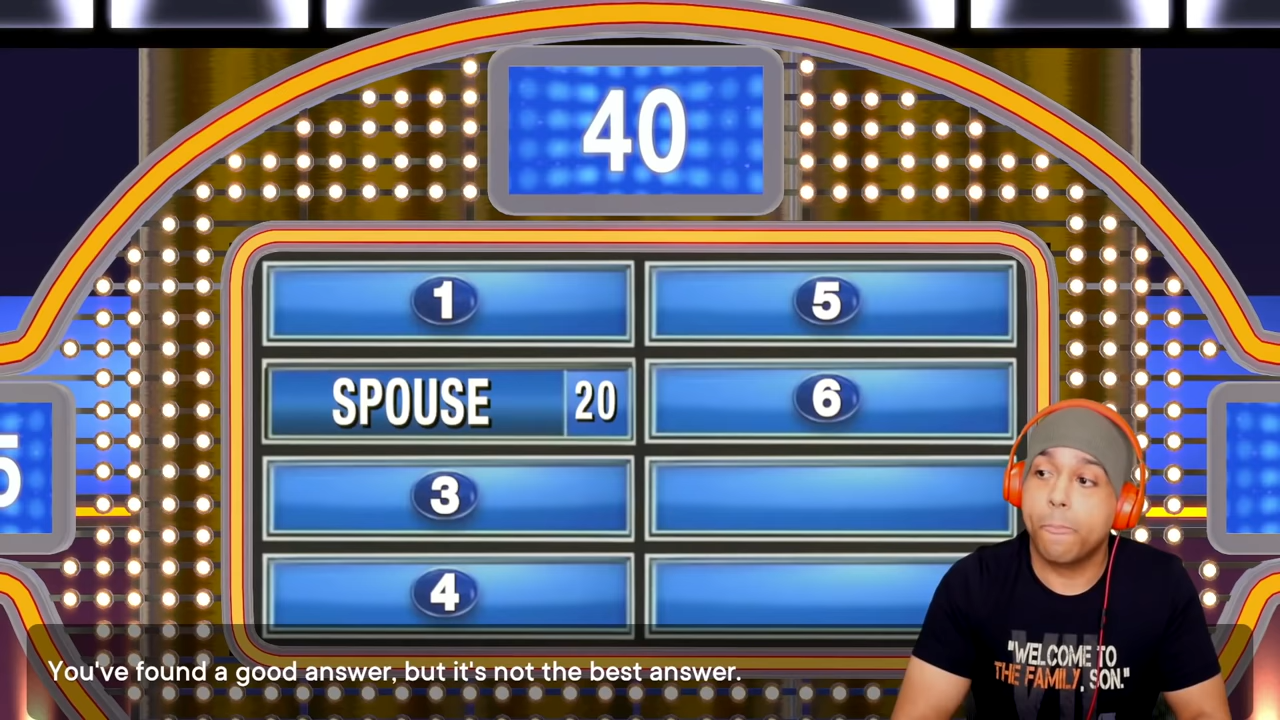 40
1
5
SPOUSE 20
6
3
4
5
You've found a good answer, but it's not the best answer.
"WELCOME TO
THE FAMILY, SON."